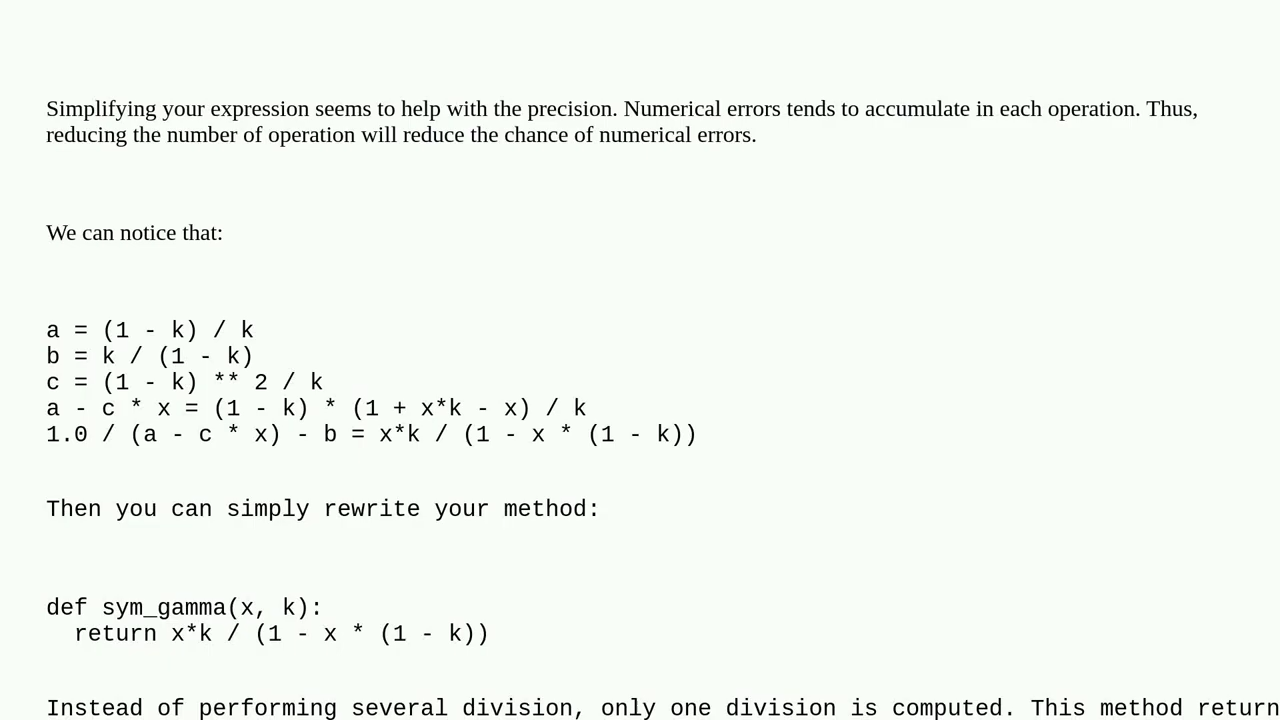 Simplifying your expression seems to help with the precision. Numerical errors tends to accumulate in each operation. Thus,
reducing the number of operation will reduce the chance of numerical errors.
We can notice that:
a = (1 - k) / k
b = k / (1 - k)
c = (1 - k) ** 2 / k
a - c * x = (1 - k) * (1 + x*k - x) / k
1.0 / (a - c * x) - b = x*k / (1 - x * (1 - k))
Then you can simply rewrite your method:
def sym_gamma(x, k):
  return x*k / (1 - x * (1 - k))
Instead of performing several division, only one division is computed. This method return